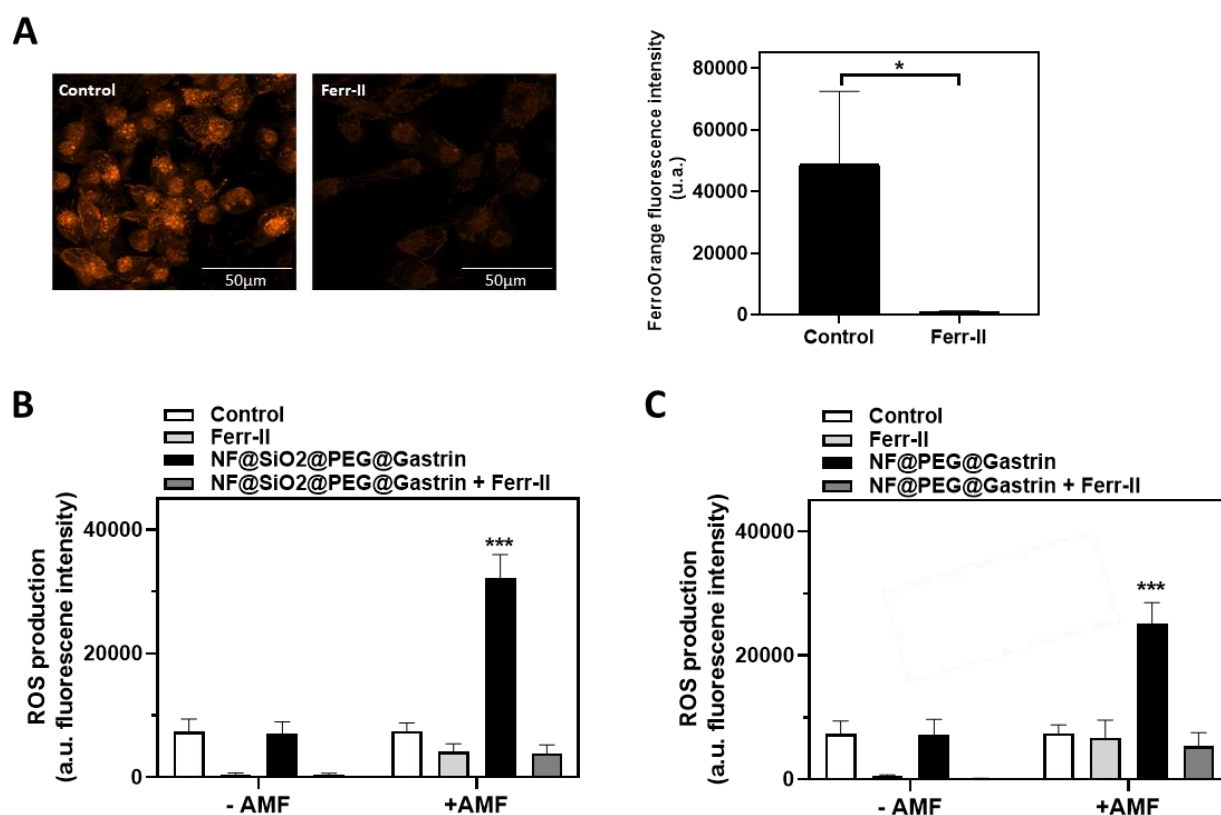 A
Control
50μm
Ferr-II
50μm
FerroOrange fluorescence intensity
(u.a.)
80000
60000
40000
20000
0
*
Control
Ferr-II
B
Control
Ferr-II
NF@SiO2@PEG@Gastrin
NF@SiO2@PEG@Gastrin + Ferr-II
ROS production
(a.u. fluorescene intensity)
40000
20000
0
***
- AMF
+AMF
C
Control
Ferr-II
NF@PEG@Gastrin
NF@PEG@Gastrin + Ferr-II
ROS production
(a.u. fluorescene intensity)
40000
20000
0
***
- AMF
+AMF